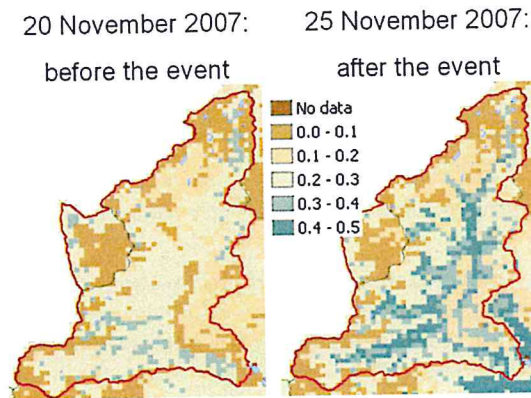 20 November 2007:
before the event
25 November 2007:
after the event
No data
0.0 - 0.1
0.1 - 0.2
0.2 - 0.3
0.3 - 0.4
0.4 - 0.5